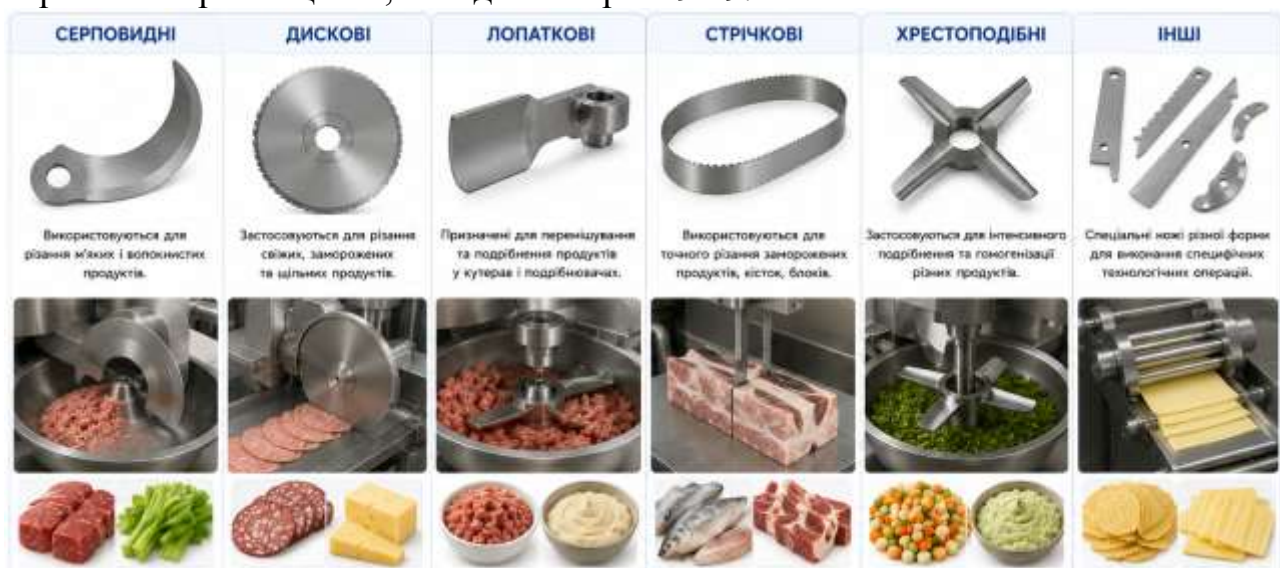 СЕРПОВИДНІ
ДИСКОВІ
ЛОПАТКОВІ
СТРІЧКОВІ
ХРЕСТОПОДІБНІ
ІНШІ
Використовуються для
різання м'яких і волокнистих
продуктів.
Застосовуються для різання
свіжих, заморожених
тв щільних продуктів.
Призначені для перемішування
та подрібнення продуктів
у кутерав і подрібнювачах.
Використовуються для
точного різання заморожених
продуктів, кісток, блоків.
Застосовуються для інтенсивного
подрібнення та гомогенізації
різних продуктів.
Спеціальні ножі різної форми
для виконання специфічних
технологічних операцій.